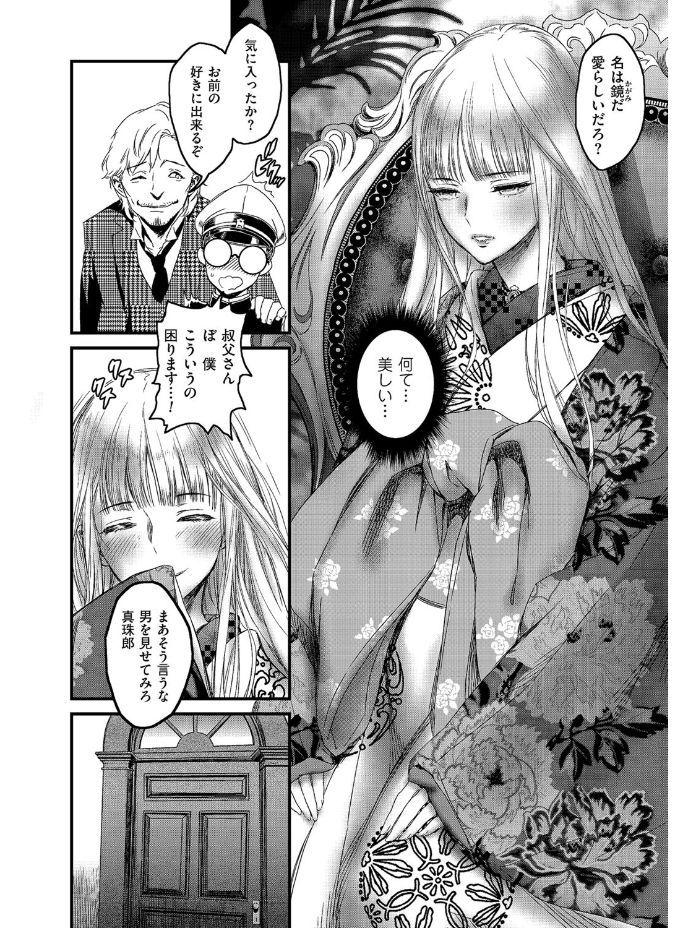 名は鏡だ
かがみ
愛らしいだろ？
何て…
美しい…
気に入ったか？
お前の
好きに出来るぞ
叔父さん
ぼ 僕
こういうの
困ります…！
クス
クス
まあそう言うな
男を見せてみろ
真珠郎